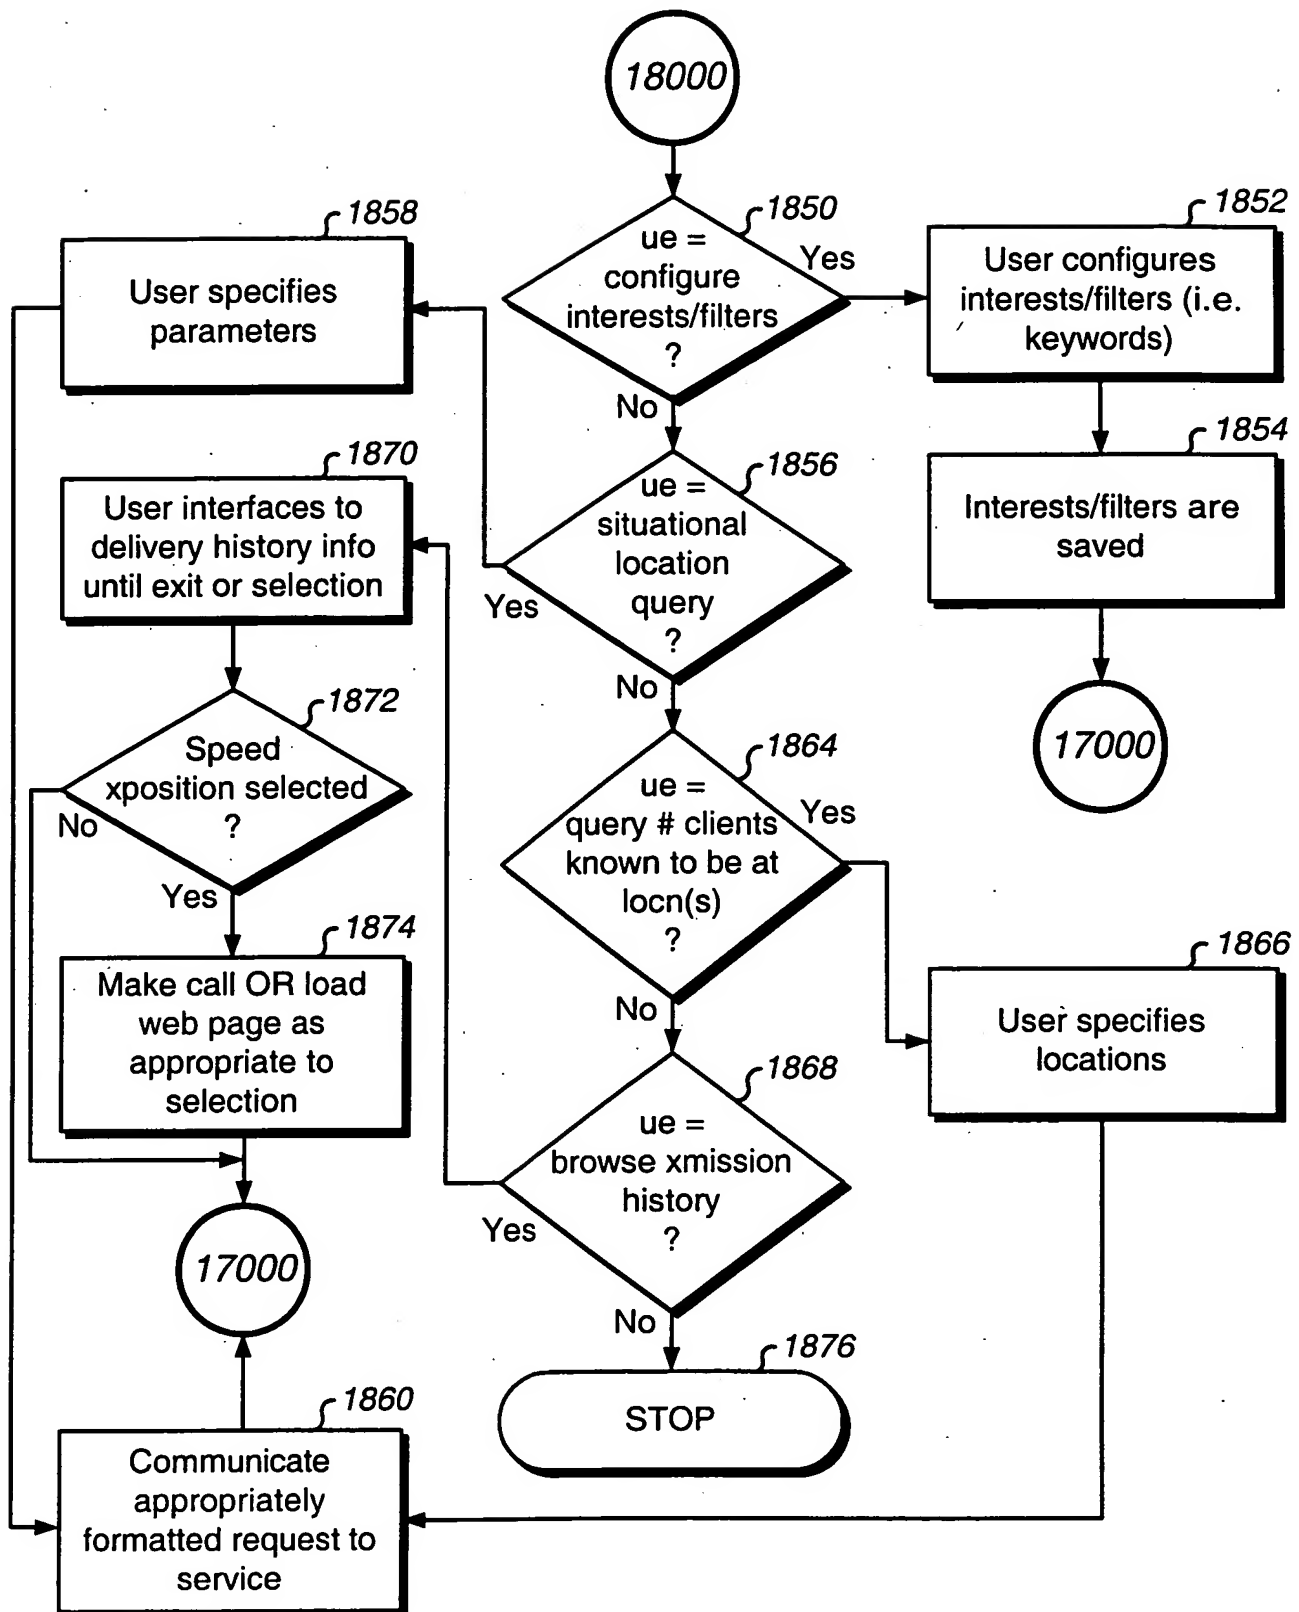 18000
1850
ue =
configure
interests/filters
?
Yes
No
1852
User configures
interests/filters (i.e.
keywords)
1854
Interests/filters are
saved
17000
1858
User specifies
parameters
1856
ue =
situational
location
query
?
Yes
No
1870
User interfaces to
delivery history info
until exit or selection
1872
Speed
xposition selected
?
No
Yes
1874
Make call OR load
web page as
appropriate to
selection
17000
1864
ue =
query # clients
known to be at
locn(s)
?
Yes
No
1866
User specifies
locations
1868
ue =
browse xmission
history
?
Yes
No
1876
STOP
1860
Communicate
appropriately
formatted request to
service